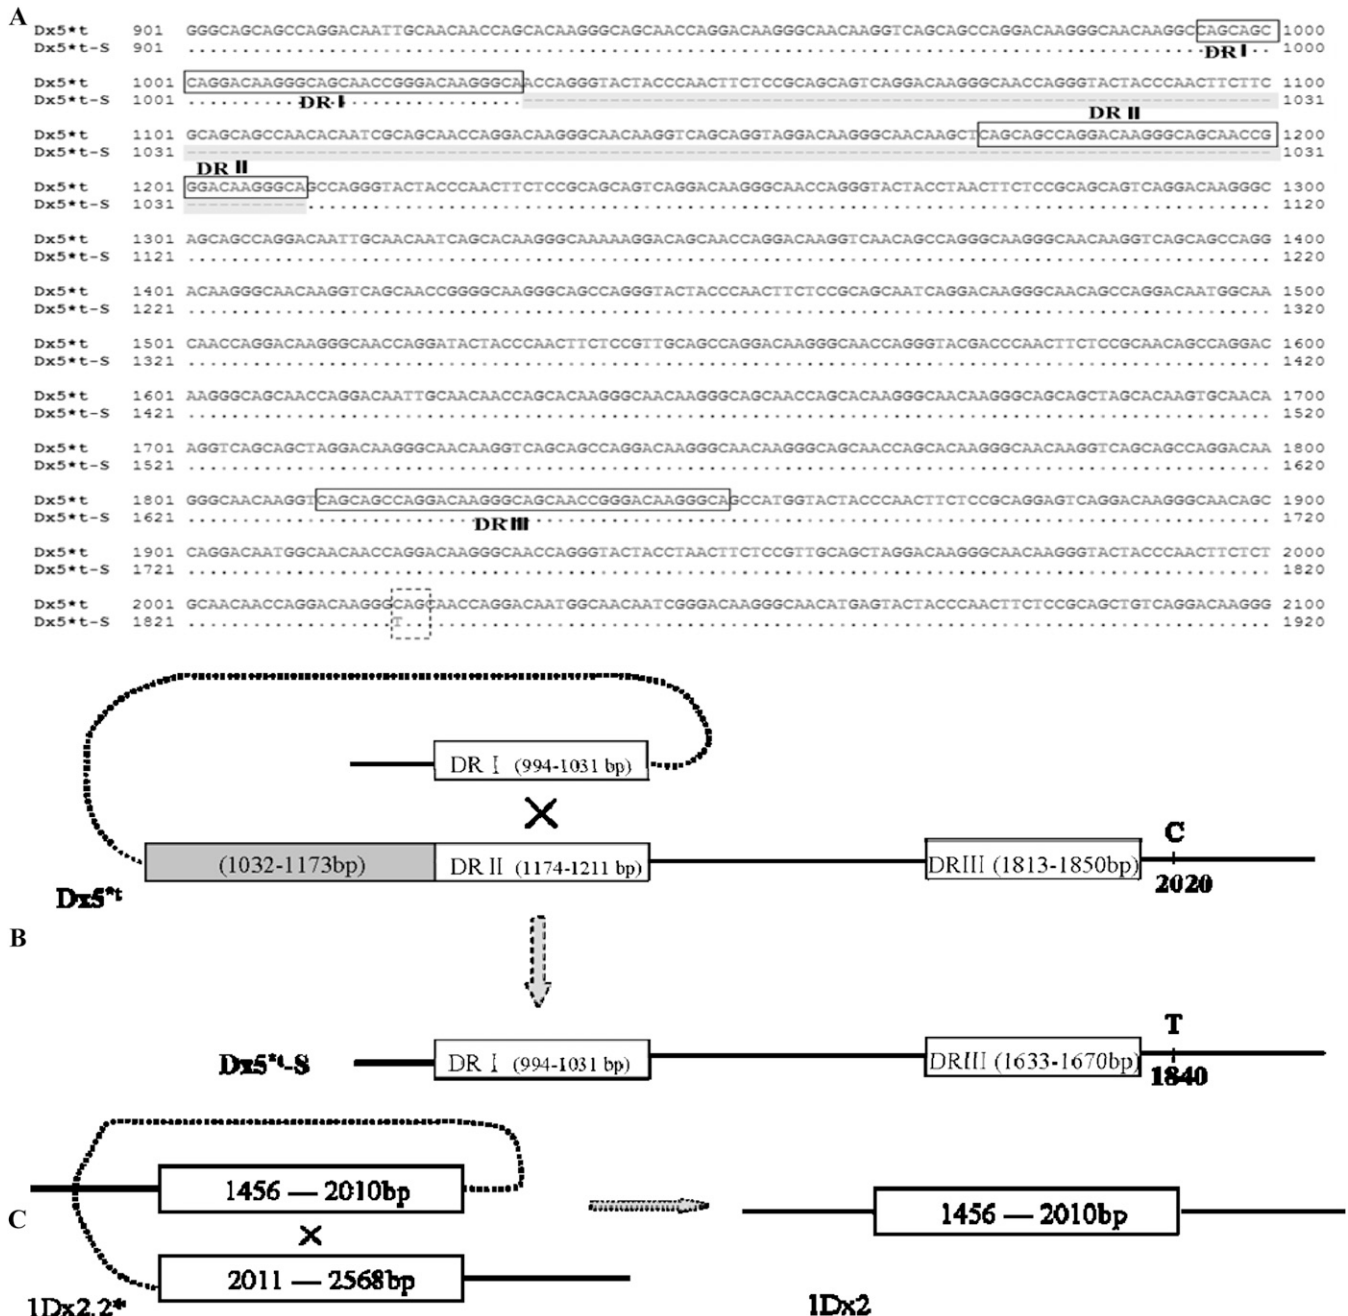 A
Dx5*t 901 GGGCAGCAGCCAGGACAATTGCAACAACCAGCACAAGGGCAGCAACCAGGACAAGGGCAACAAGGTCAGCAGCCAGGACAAGGGCAACAAGGCCAGCAGC 1000
Dx5*t-S 901 1000
DR I
Dx5*t 1001 CAGGACAAGGGCAGCAACCGGGACAAGGGCAACCAGGGTACTACCCAACTTCTCCGCAGCAGTCAGGACAAGGGCAACCAGGGTACTACCCAACTTCTTC 1100
Dx5*t-S 1001 1031
DR I
DR II
Dx5*t 1101 GCAGCAGCCAACACAATCGCAGCAACCAGGACAAGGGCAACAAGGTCAGCAGGTAGGACAAGGGCAACAAGCTCAGCAGCCAGGACAAGGGCAGCAACCG 1200
Dx5*t-S 1031 1031
DR II
Dx5*t 1201 GGACAAGGGCAGCCAGGGTACTACCCAACTTCTCCGCAGCAGTCAGGACAAGGGCAACCAGGGTACTACCTAACTTCTCCGCAGCAGTCAGGACAAGGGC 1300
Dx5*t-S 1031 1120
Dx5*t 1301 AGCAGCCAGGACAATTGCAACAATCAGCACAAGGGCAAAAAGGACAGCAACCAGGACAAGGTCAACAGCCAGGGCAAGGGCAACAAGGTCAGCAGCCAGG 1400
Dx5*t-S 1121 1220
Dx5*t 1401 ACAAGGGCAACAAGGTCAGCAACCGGGGCAAGGGCAGCCAGGGTACTACCCAACTTCTCCGCAGCAATCAGGACAAGGGCAACAGCCAGGACAATGGCAA 1500
Dx5*t-S 1221 1320
Dx5*t 1501 CAACCAGGACAAGGGCAACCAGGATACTACCCAACTTCTCCGTTGCAGCCAGGACAAGGGCAACCAGGGTACGACCCAACTTCTCCGCAACAGCCAGGAC 1600
Dx5*t-S 1321 1420
Dx5*t 1601 AAGGGCAGCAACCAGGACAATTGCAACAACCAGCACAAGGGCAACAAGGGCAGCAACCAGCACAAGGGCAACAAGGGCAGCAGCTAGCACAAGTGCAACA 1700
Dx5*t-S 1421 1520
Dx5*t 1701 AGGTCAGCAGCTAGGACAAGGGCAACAAGGTCAGCAGCCAGGACAAGGGCAACAAGGGCAGCAACCAGCACAAGGGCAACAAGGTCAGCAGCCAGGACAA 1800
Dx5*t-S 1521 1620
Dx5*t 1801 GGGCAACAAGGTCAGCAGCCAGGACAAGGGCAGCAACCGGGACAAGGGCAGCCATGGTACTACCCAACTTCTCCGCAGGAGTCAGGACAAGGGCAACAGC 1900
Dx5*t-S 1621 1720
DR III
Dx5*t 1901 CAGGACAATGGCAACAACCAGGACAAGGGCAACCAGGGTACTACCTAACTTCTCCGTTGCAGCTAGGACAAGGGCAACAAGGGTACTACCCAACTTCTCT 2000
Dx5*t-S 1721 1820
Dx5*t 2001 GCAACAACCAGGACAAGGGCAGCAACCAGGACAATGGCAACAATCGGGACAAGGGCAACATGAGTACTACCCAACTTCTCCGCAGCTGTCAGGACAAGGG 2100
Dx5*t-S 1821 T 1920
DR I (994-1031 bp)
C
(1032-1173bp) DR II (1174-1211 bp) DRIII (1813-1850bp)
2020
Dx5*t
B
T
Dx5*t-S DR I (994-1031 bp) DRIII (1633-1670bp)
1840
1456 — 2010bp 1456 — 2010bp
C
2011 — 2568bp
1Dx2.2* 1Dx2